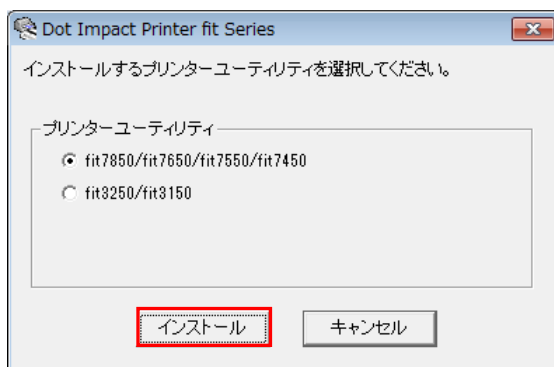 Dot Impact Printer fit Series
インストールするプリンターユーティリティを選択してください。
プリンターユーティリティ
fit7850/fit7650/fit7550/fit7450
fit3250/fit3150
インストール
キャンセル